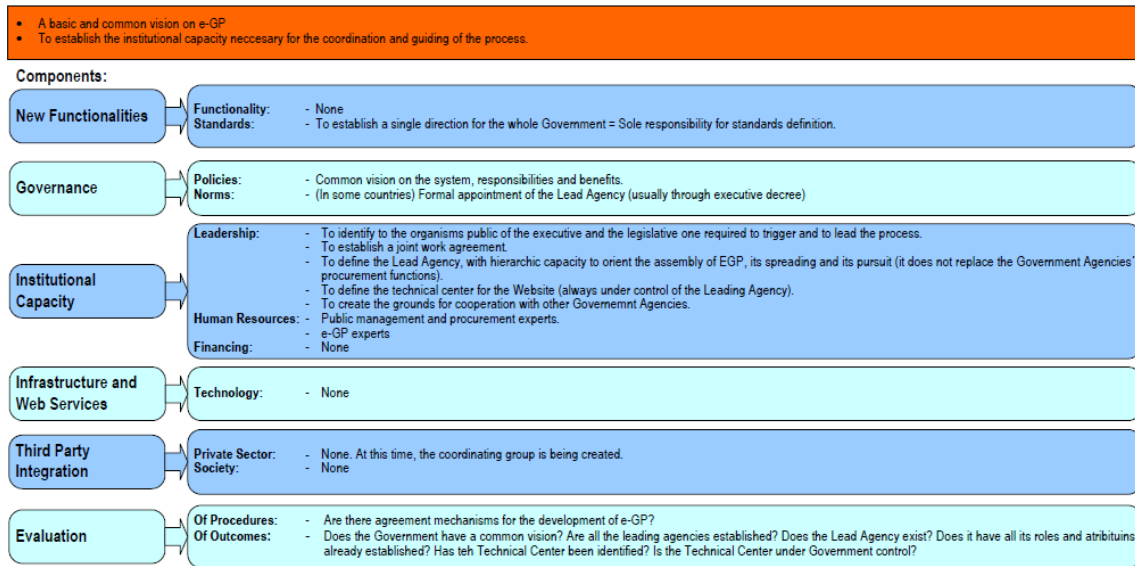 • A basic and common vision on e-GP
• To establish the institutional capacity neccesary for the coordination and guiding of the process.
Components:
New Functionalities
Functionality: - None
Standards: - To establish a single direction for the whole Government = Sole responsibility for standards definition.
Governance
Policies: - Common vision on the system, responsibilities and benefits.
Norms: - (In some countries) Formal appointment of the Lead Agency (usually through executive decree)
Institutional
Capacity
Leadership: - To identify to the organisms public of the executive and the legislative one required to trigger and to lead the process.
- To establish a joint work agreement.
- To define the Lead Agency, with hierarchic capacity to orient the assembly of EGP, its spreading and its pursuit (it does not replace the Government Agencies'
procurement functions).
- To define the technical center for the Website (always under control of the Leading Agency).
- To create the grounds for cooperation with other Governemnt Agencies.
Human Resources: - Public management and procurement experts.
- e-GP experts
Financing: - None
Infrastructure and
Web Services
Technology: - None
Third Party
Integration
Private Sector: - None. At this time, the coordinating group is being created.
Society: - None
Evaluation
Of Procedures: - Are there agreement mechanisms for the development of e-GP?
Of Outcomes: - Does the Government have a common vision? Are all the leading agencies established? Does the Lead Agency exist? Does it have all its roles and atribituins
already established? Has teh Technical Center been identified? Is the Technical Center under Government control?